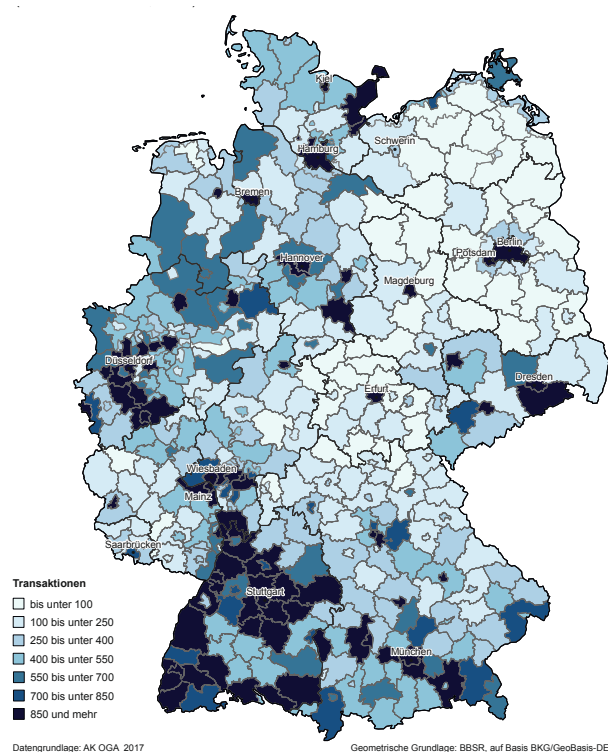 Kiel
Schwerin
Hamburg
Bremen
Berlin
Potsdam
Hannover
Magdeburg
Düsseldorf
Dresden
Erfurt
Wiesbaden
Mainz
Saarbrücken
Stuttgart
München
Transaktionen
bis unter 100
100 bis unter 250
250 bis unter 400
400 bis unter 550
550 bis unter 700
700 bis unter 850
850 und mehr
Datengrundlage: AK OGA 2017
Geometrische Grundlage: BBSR, auf Basis BKG/GeoBasis-DE